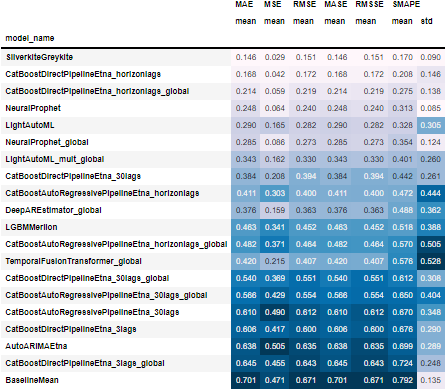 MAE MSE RMSE MASE RMSSE SMAPE
mean mean mean mean mean mean std
model_name
SilverkiteGreykite 0.146 0.029 0.151 0.146 0.151 0.170 0.090
CatBoostDirectPipelineEtna_horizonlags 0.168 0.042 0.172 0.168 0.172 0.208 0.146
CatBoostDirectPipelineEtna_horizonlags_global 0.214 0.059 0.219 0.214 0.219 0.275 0.138
NeuralProphet 0.248 0.064 0.240 0.248 0.240 0.313 0.085
LightAutoML 0.290 0.165 0.282 0.290 0.282 0.328 0.305
NeuralProphet_global 0.285 0.086 0.273 0.285 0.273 0.354 0.124
LightAutoML_mult_global 0.343 0.162 0.330 0.343 0.330 0.401 0.260
CatBoostDirectPipelineEtna_30lags 0.384 0.208 0.394 0.384 0.394 0.442 0.261
CatBoostAutoRegressivePipelineEtna_horizonlags 0.411 0.303 0.400 0.411 0.400 0.472 0.444
DeepAREstimator_global 0.376 0.159 0.363 0.376 0.363 0.488 0.362
LGBMMerlion 0.463 0.341 0.452 0.463 0.452 0.518 0.388
CatBoostAutoRegressivePipelineEtna_horizonlags_global 0.482 0.371 0.464 0.482 0.464 0.570 0.505
TemporalFusionTransformer_global 0.420 0.215 0.407 0.420 0.407 0.576 0.528
CatBoostDirectPipelineEtna_30lags_global 0.540 0.369 0.551 0.540 0.551 0.612 0.308
CatBoostAutoRegressivePipelineEtna_30lags_global 0.566 0.429 0.554 0.566 0.554 0.650 0.404
CatBoostAutoRegressivePipelineEtna_30lags 0.610 0.490 0.612 0.610 0.612 0.670 0.348
CatBoostDirectPipelineEtna_3lags 0.606 0.417 0.600 0.606 0.600 0.676 0.290
AutoARIMAEtna 0.638 0.505 0.635 0.638 0.635 0.699 0.289
CatBoostDirectPipelineEtna_3lags_global 0.645 0.455 0.643 0.645 0.643 0.724 0.248
BaselineMean 0.701 0.471 0.671 0.701 0.671 0.792 0.135